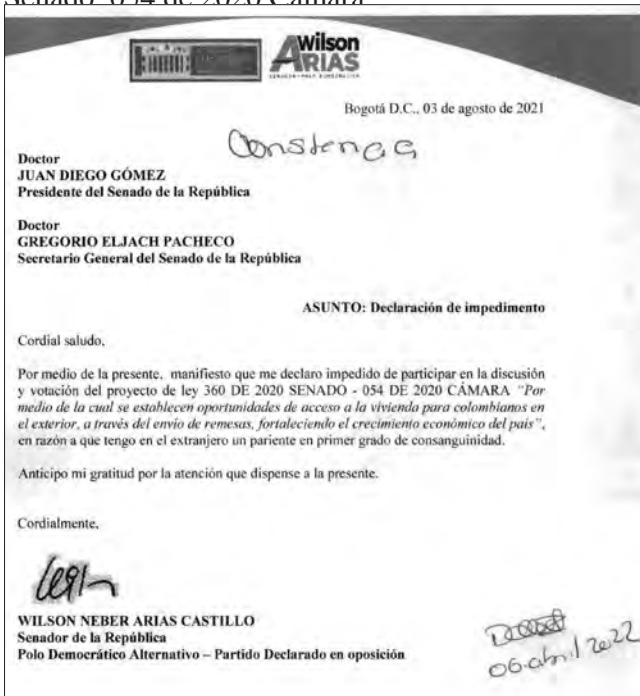 Senado 054 de 2020 Cámara
Wilson
ARIAS
Bogotá D.C., 03 de agosto de 2021
Constencia
Doctor
JUAN DIEGO GÓMEZ
Presidente del Senado de la República
Doctor
GREGORIO ELJACH PACHECO
Secretario General del Senado de la República
ASUNTO: Declaración de impedimento
Cordial saludo,
Por medio de la presente, manifiesto que me declaro impedido de participar en la discusión
y votación del proyecto de ley 360 DE 2020 SENADO - 054 DE 2020 CÁMARA "Por
medio de la cual se establecen oportunidades de acceso a la vivienda para colombianos en
el exterior, a través del envío de remesas, fortaleciendo el crecimiento económico del país",
en razón a que tengo en el extranjero un pariente en primer grado de consanguinidad.
Anticipo mi gratitud por la atención que dispense a la presente.
Cordialmente,
WILSON NEBER ARIAS CASTILLO
Senador de la República
Polo Democrático Alternativo – Partido Declarado en oposición
06 abril 2022